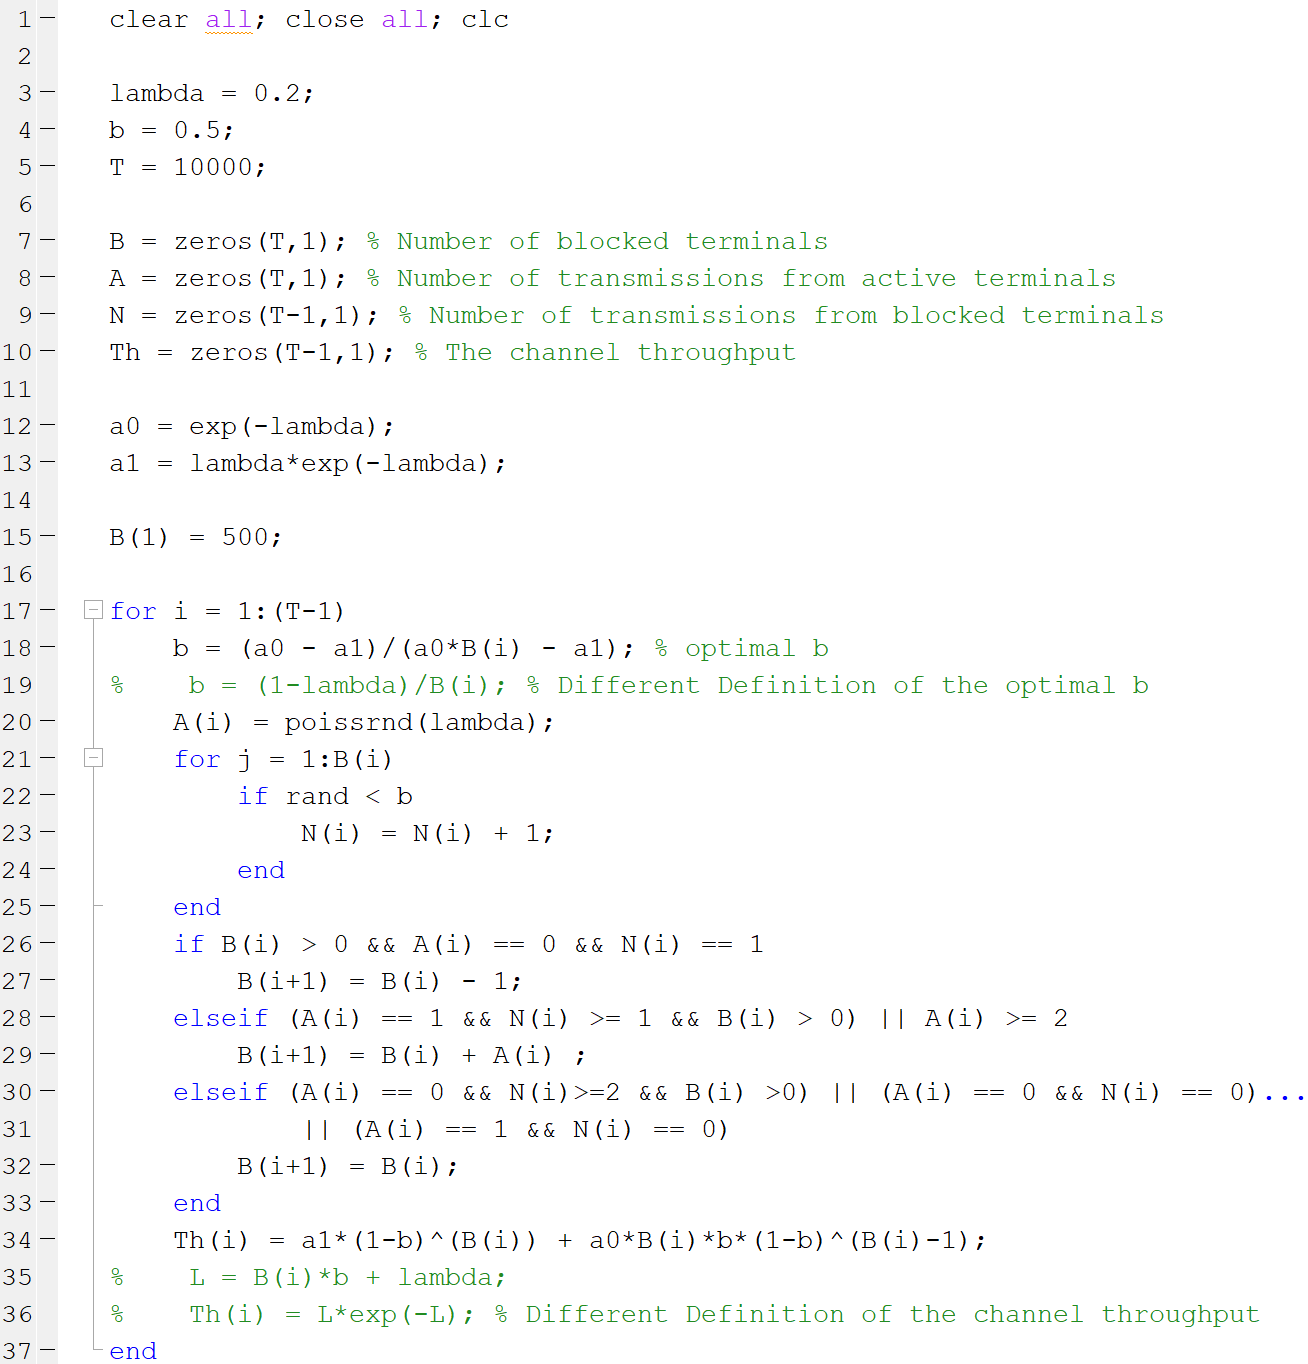 1 clear all; close all; clc
2
3 lambda = 0.2;
4 b = 0.5;
5 T = 10000;
6
7 B = zeros(T,1); % Number of blocked terminals
8 A = zeros(T,1); % Number of transmissions from active terminals
9 N = zeros(T-1,1); % Number of transmissions from blocked terminals
10 Th = zeros(T-1,1); % The channel throughput
11
12 a0 = exp(-lambda);
13 a1 = lambda*exp(-lambda);
14
15 B(1) = 500;
16
17 for i = 1:(T-1)
18     b = (a0 - a1)/(a0*B(i) - a1); % optimal b
19 %    b = (1-lambda)/B(i); % Different Definition of the optimal b
20     A(i) = poissrnd(lambda);
21     for j = 1:B(i)
22         if rand < b
23             N(i) = N(i) + 1;
24         end
25     end
26     if B(i) > 0 && A(i) == 0 && N(i) == 1
27         B(i+1) = B(i) - 1;
28     elseif (A(i) == 1 && N(i) >= 1 && B(i) > 0) || A(i) >= 2
29         B(i+1) = B(i) + A(i) ;
30     elseif (A(i) == 0 && N(i)>=2 && B(i) >0) || (A(i) == 0 && N(i) == 0)...
31             || (A(i) == 1 && N(i) == 0)
32         B(i+1) = B(i);
33     end
34     Th(i) = a1*(1-b)^(B(i)) + a0*B(i)*b*(1-b)^(B(i)-1);
35 %    L = B(i)*b + lambda;
36 %    Th(i) = L*exp(-L); % Different Definition of the channel throughput
37 end